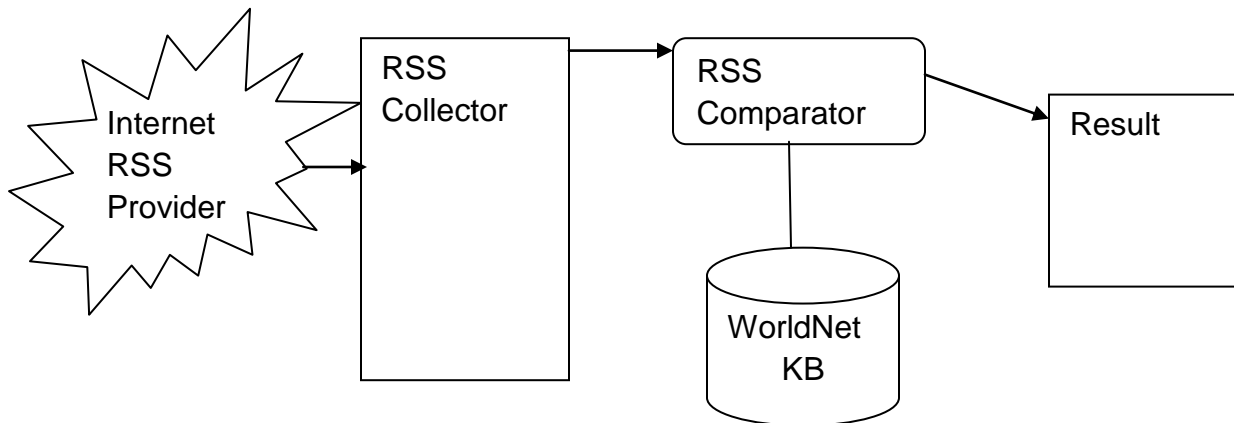 Internet
RSS
Provider
RSS
Collector
RSS
Comparator
WorldNet
KB
Result